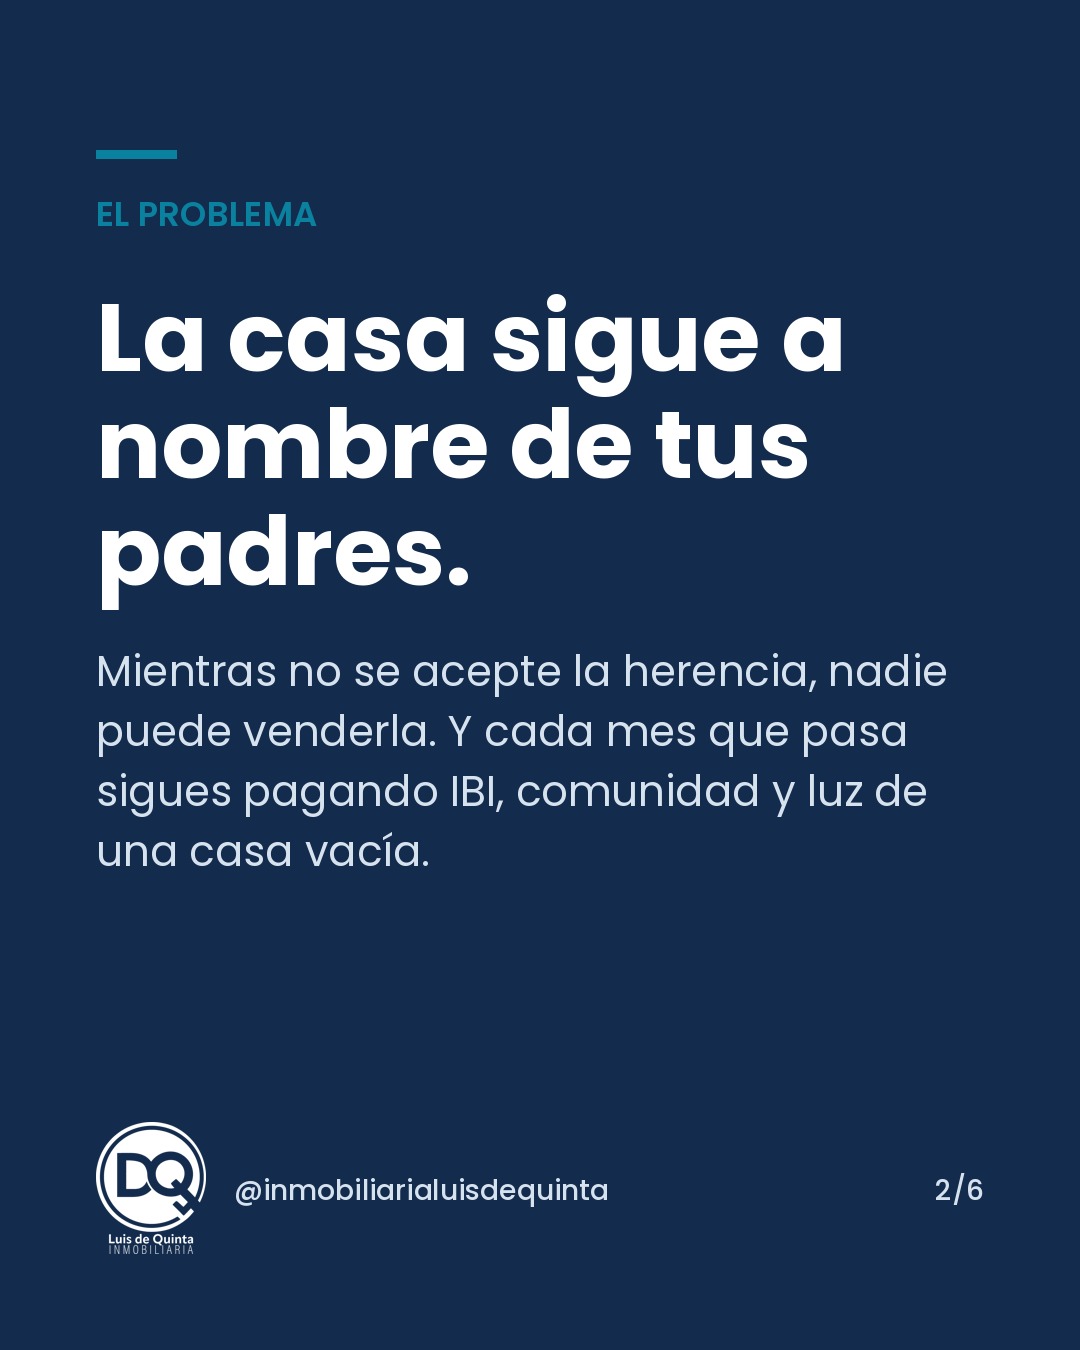 EL PROBLEMA
La casa sigue a
nombre de tus
padres.
Mientras no se acepte la herencia, nadie
puede venderla. Y cada mes que pasa
sigues pagando IBI, comunidad y luz de
una casa vacía.
DQ
Luis de Quinta
INMOBILIARIA
@inmobiliarialuisdequinta
2/6